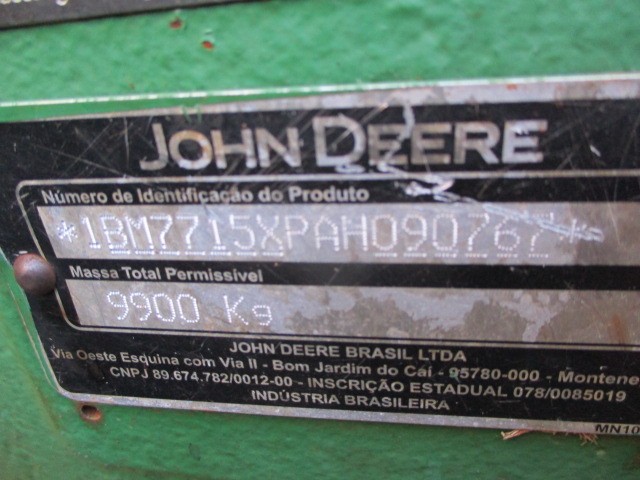 JOHN DEERE
Número de Identificação do Produto
*1BM7715XPAH090767*
Massa Total Permissível
9900 Kg
JOHN DEERE BRASIL LTDA
Via Oeste Esquina com Via II - Bom Jardim do Caí - 95780-000 - Montene
CNPJ 89.674.782/0012-00 - INSCRIÇÃO ESTADUAL 078/0085019
INDÚSTRIA BRASILEIRA
MN10